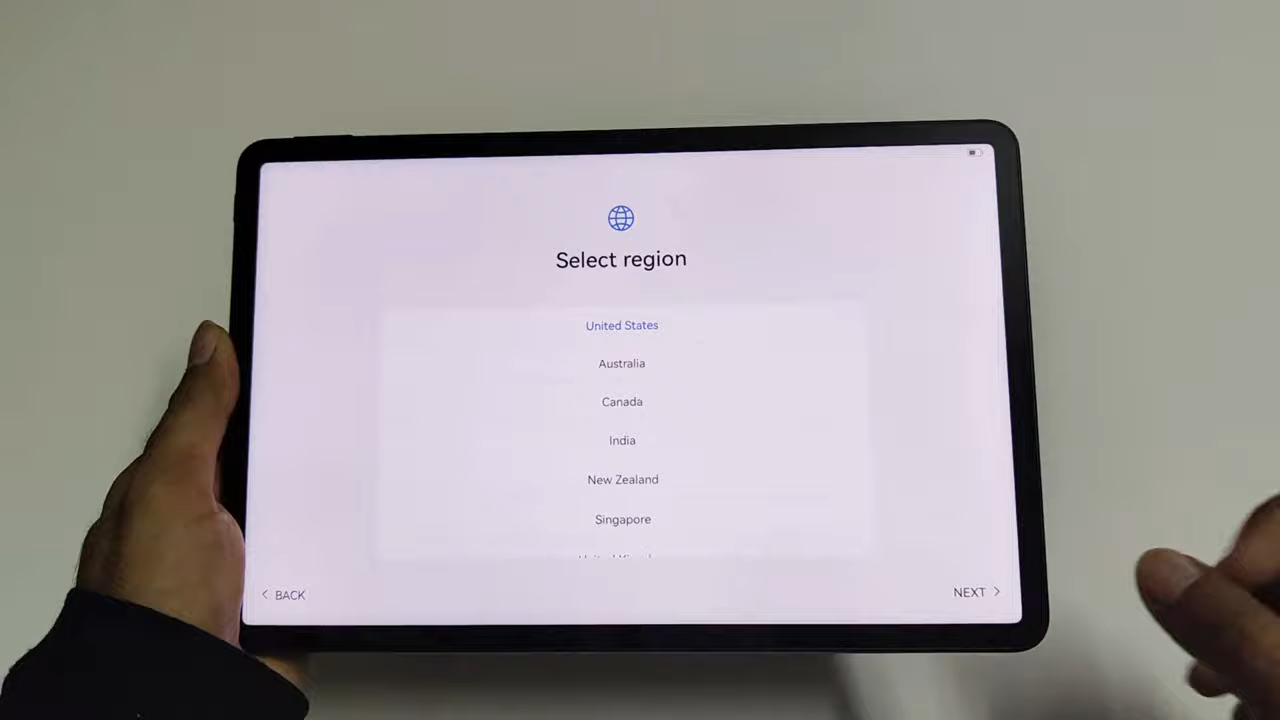 Select region
United States
Australia
Canada
India
New Zealand
Singapore
BACK
NEXT